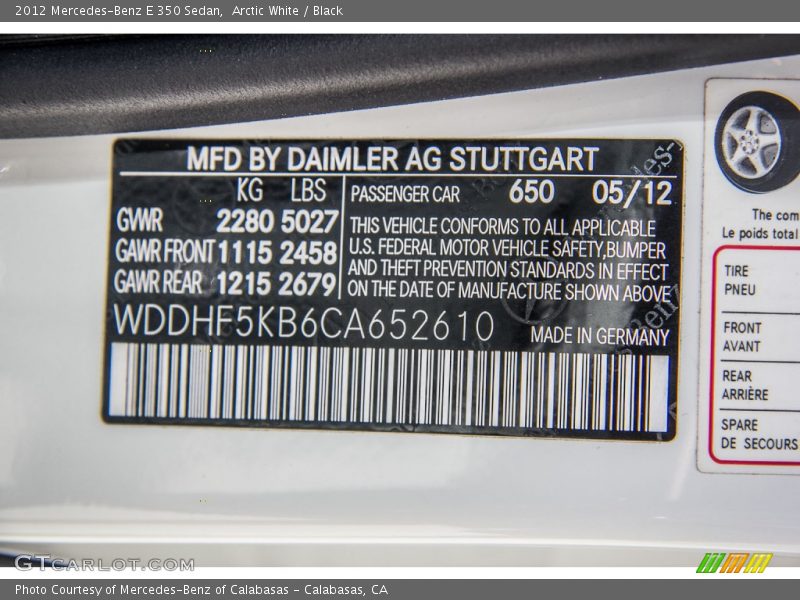 2012 Mercedes-Benz E 350 Sedan,  Arctic White / Black
MFD BY DAIMLER AG STUTTGART
KG LBS
PASSENGER CAR 650 05/12
GVWR 2280 5027
GAWR FRONT 1115 2458
GAWR REAR 1215 2679
THIS VEHICLE CONFORMS TO ALL APPLICABLE
U.S. FEDERAL MOTOR VEHICLE SAFETY,BUMPER
AND THEFT PREVENTION STANDARDS IN EFFECT
ON THE DATE OF MANUFACTURE SHOWN ABOVE
WDDHF5KB6CA652610
MADE IN GERMANY
The com
Le poids total
TIRE
PNEU
FRONT
AVANT
REAR
ARRIÈRE
SPARE
DE SECOURS
GTCARLOT.COM
Photo Courtesy of Mercedes-Benz of Calabasas - Calabasas, CA